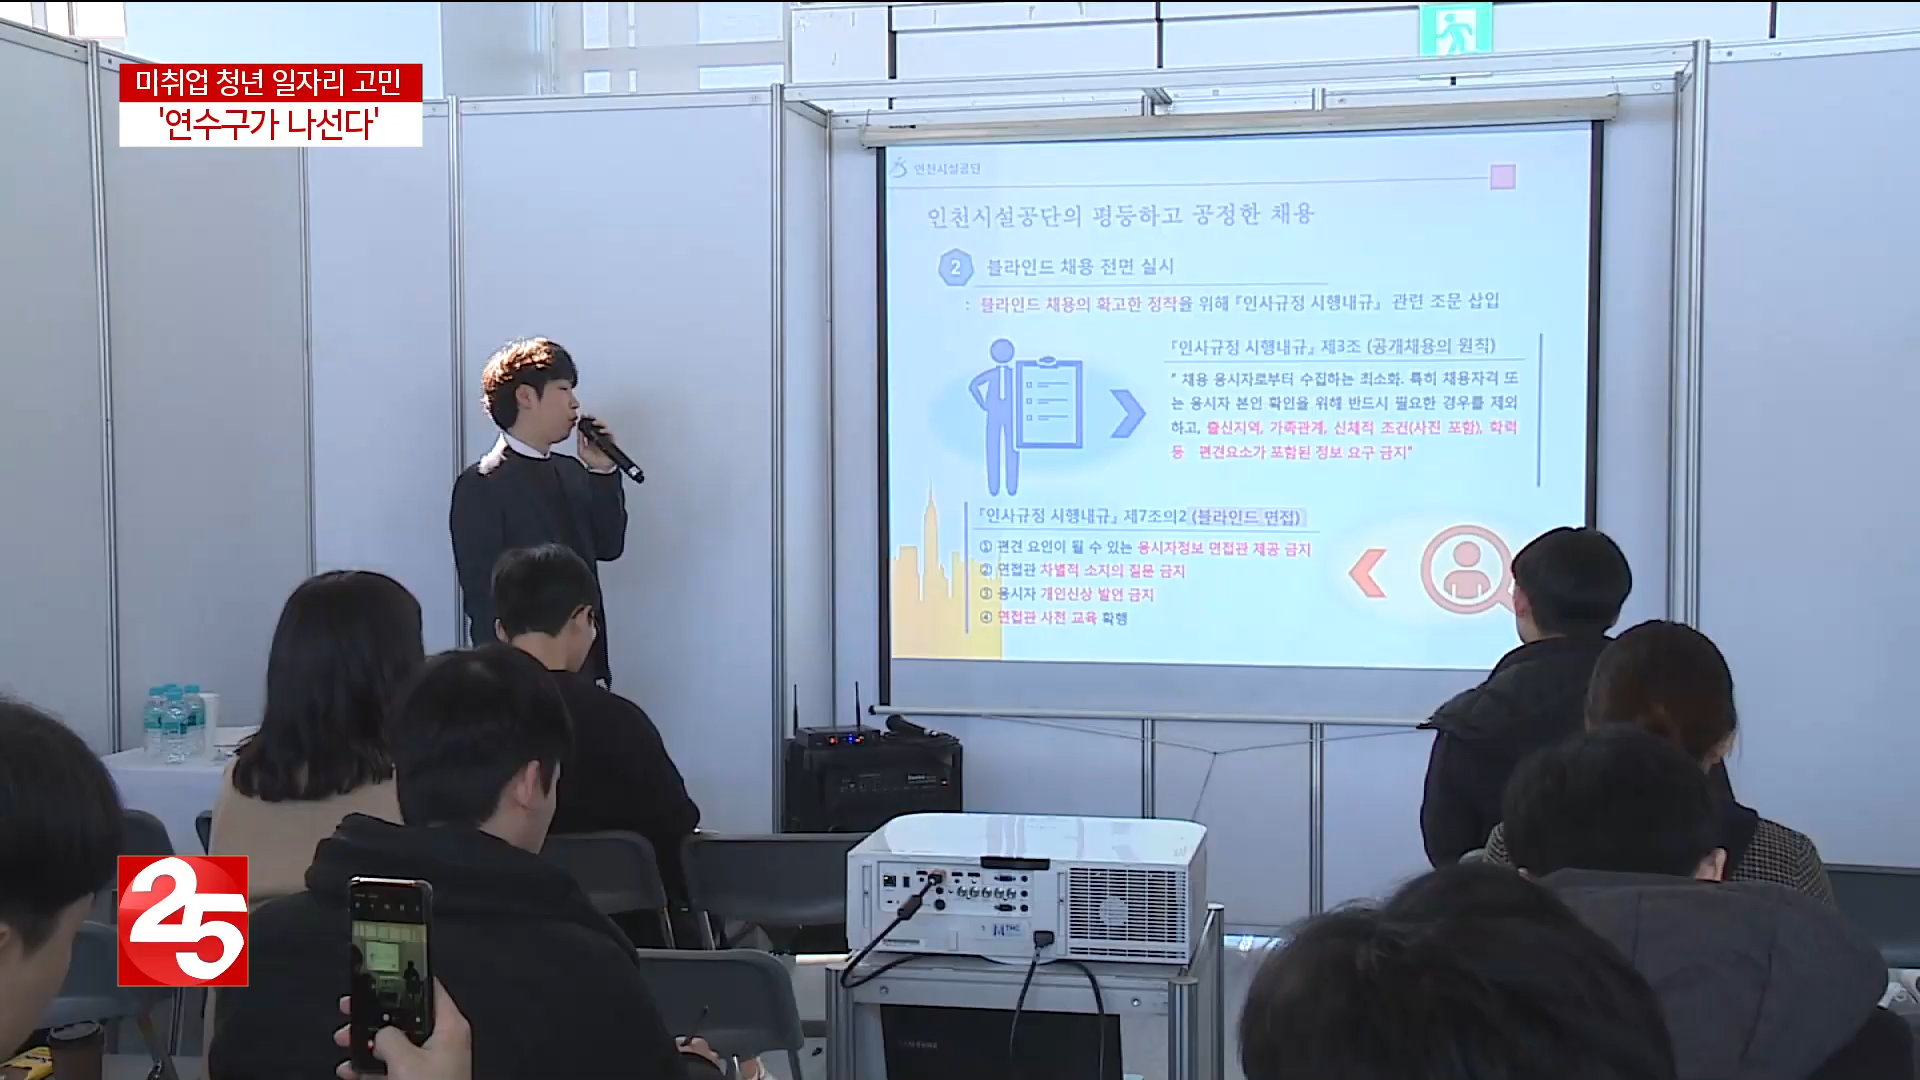 미취업 청년 일자리 고민
'연수구가 나선다'
인천시설공단
인천시설공단의 평등하고 공정한 채용
2 블라인드 채용 전면 실시
: 블라인드 채용의 확고한 정착을 위해 『인사규정 시행내규』 관련 조문 삽입
『인사규정 시행내규』 제3조 (공개채용의 원칙)
" 채용 응시자로부터 수집하는 최소화. 특히 채용자격 또
는 응시자 본인 확인을 위해 반드시 필요한 경우를 제외
하고, 출신지역, 가족관계, 신체적 조건(사진 포함), 학력
등 편견요소가 포함된 정보 요구 금지"
『인사규정 시행내규』 제7조의2 (블라인드 면접)
① 편견 요인이 될 수 있는 응시자정보 면접관 제공 금지
② 면접관 차별적 소지의 질문 금지
③ 응시자 개인신상 발언 금지
④ 면접관 사전 교육 확행
25